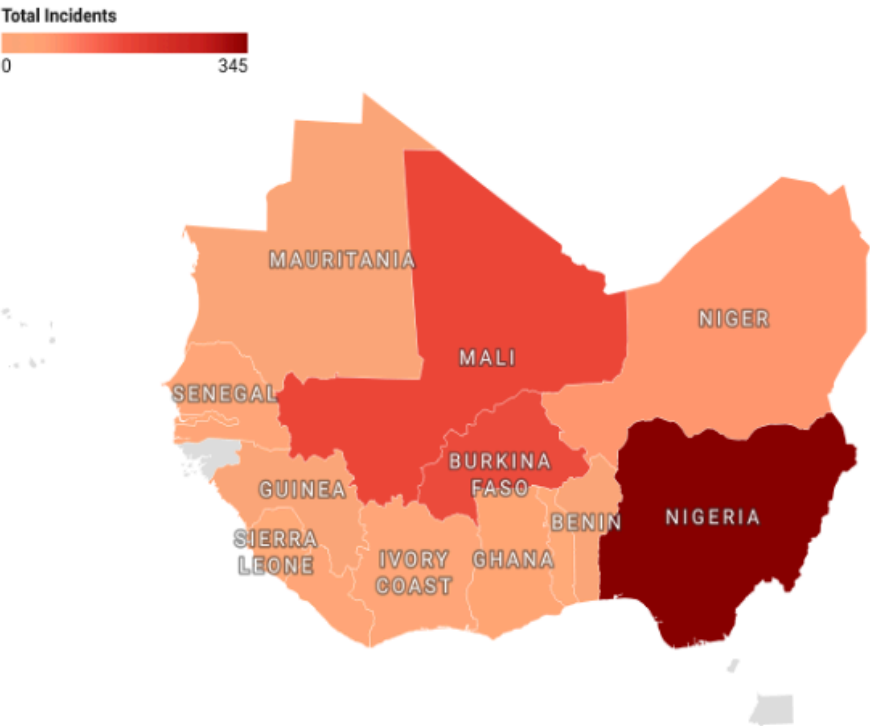 Total Incidents
0 345
MAURITANIA
NIGER
MALI
SENEGAL
BURKINA
FASO
GUINEA
BENIN
NIGERIA
SIERRA
LEONE
IVORY
COAST
GHANA